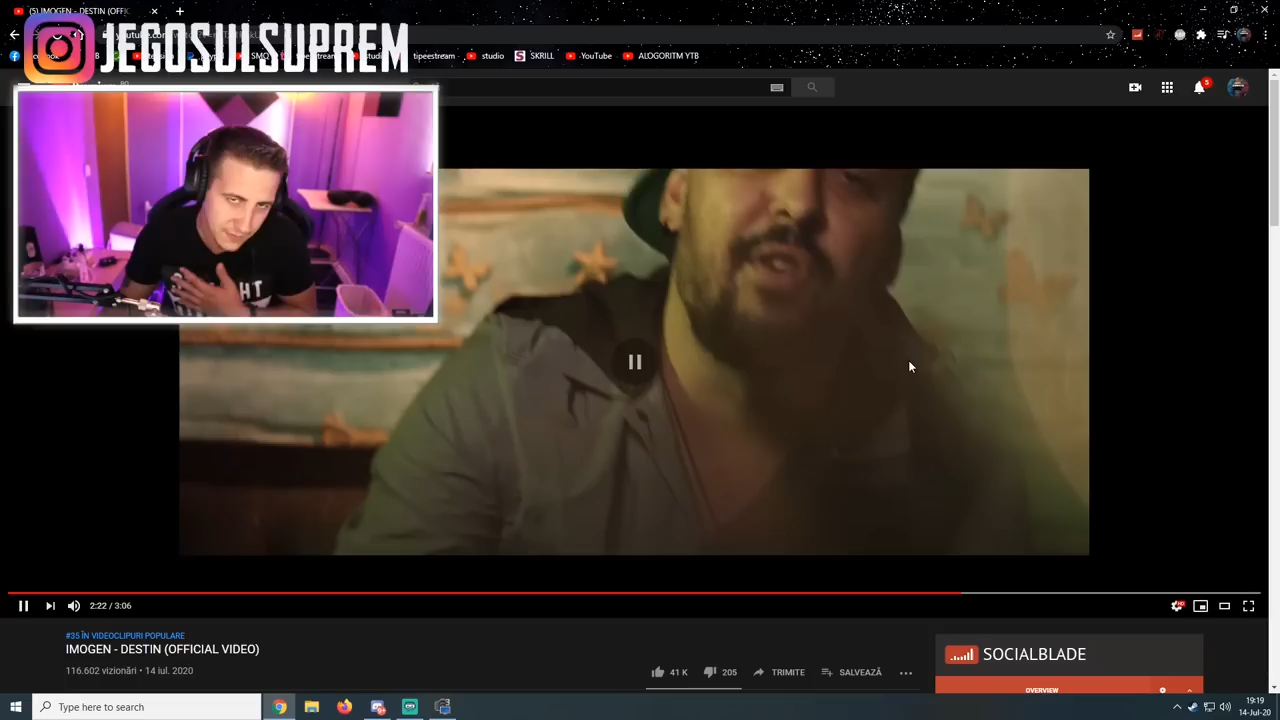 (5) IMOGEN - DESTIN (OFFIC
JEGOSULSUPREM
tipeestream
studio
SKRILL
YouTube
ALOGORITM YTB
5
2:22 / 3:06
#35 ÎN VIDEOCLIPURI POPULARE
IMOGEN - DESTIN (OFFICIAL VIDEO)
116.602 vizionări • 14 iul. 2020
41 K
205
TRIMITE
SALVEAZĂ
SOCIALBLADE
OVERVIEW
Type here to search
19:19
14-Jul-20